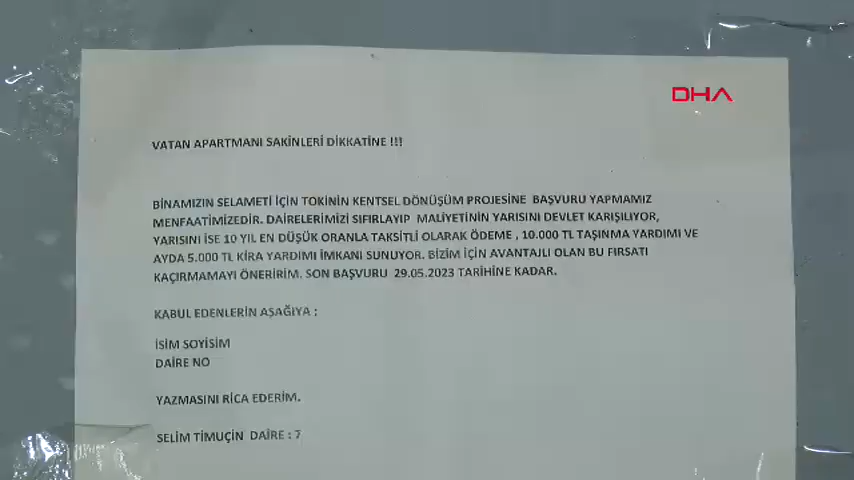 DHA
VATAN APARTMANI SAKİNLERİ DİKKATİNE !!!
BİNAMIZIN SELAMETİ İÇİN TOKİNİN KENTSEL DÖNÜŞÜM PROJESİNE BAŞVURU YAPMAMIZ
MENFAATİMİZEDİR. DAİRELERİMİZİ SIFIRLAYIP MALİYETİNİN YARISINI DEVLET KARIŞILIYOR,
YARISINI İSE 10 YIL EN DÜŞÜK ORANLA TAKSİTLİ OLARAK ÖDEME , 10.000 TL TAŞINMA YARDIMI VE
AYDA 5.000 TL KİRA YARDIMI İMKANI SUNUYOR. BİZİM İÇİN AVANTAJLI OLAN BU FIRSATI
KAÇIRMAMAYI ÖNERİRİM. SON BAŞVURU 29.05.2023 TARİHİNE KADAR.
KABUL EDENLERİN AŞAĞIYA ;
İSİM SOYİSİM
DAİRE NO
YAZMASINI RİCA EDERİM.
SELİM TİMUÇİN DAİRE : 7